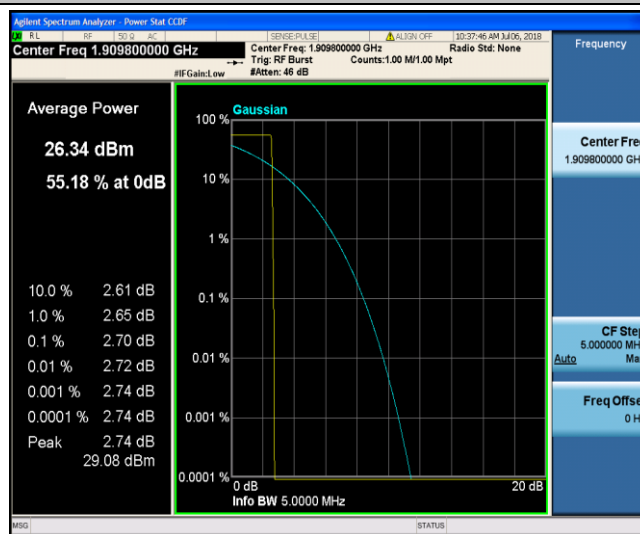 Agilent Spectrum Analyzer - Power Stat CCDF
RL RF 50 Ω AC SENSE:PULSE ALIGN OFF 10:37:46 AM Jul 06, 2018
Center Freq 1.909800000 GHz
Center Freq: 1.909800000 GHz Radio Std: None
Trig: RF Burst Counts:1.00 M/1.00 Mpt
#IFGain:Low #Atten: 46 dB
Frequency
Average Power
26.34 dBm
55.18 % at 0dB
10.0 % 2.61 dB
1.0 % 2.65 dB
0.1 % 2.70 dB
0.01 % 2.72 dB
0.001 % 2.74 dB
0.0001 % 2.74 dB
Peak 2.74 dB
29.08 dBm
Gaussian
100 %
10 %
1 %
0.1 %
0.01 %
0.001 %
0.0001 %
0 dB 20 dB
Info BW 5.0000 MHz
Center Fre
1.909800000 GH
CF Ste
5.000000 MH
Auto Ma
Freq Offse
0 H
MSG STATUS